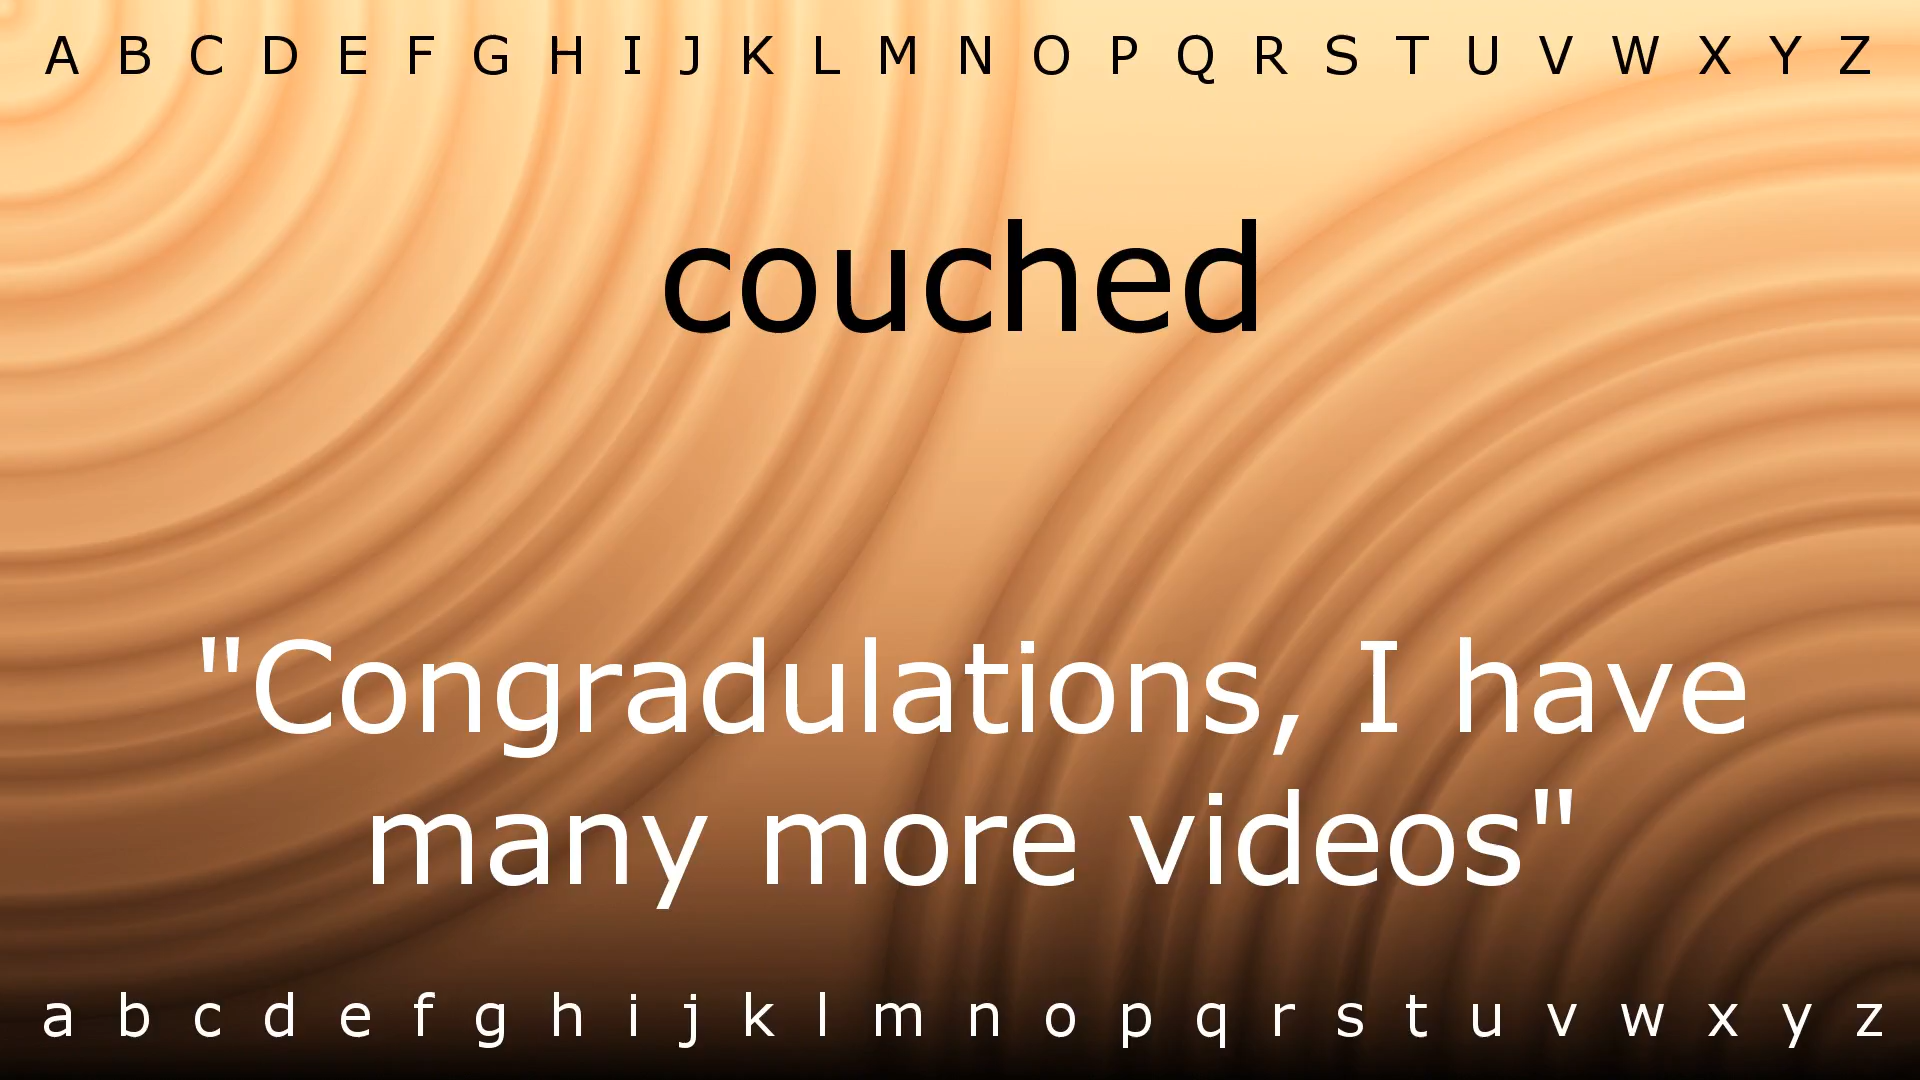 A B C D E F G H I J K L M N O P Q R S T U V W X Y Z
couched
"Congradulations, I have
many more videos"
a b c d e f g h i j k l m n o p q r s t u v w x y z